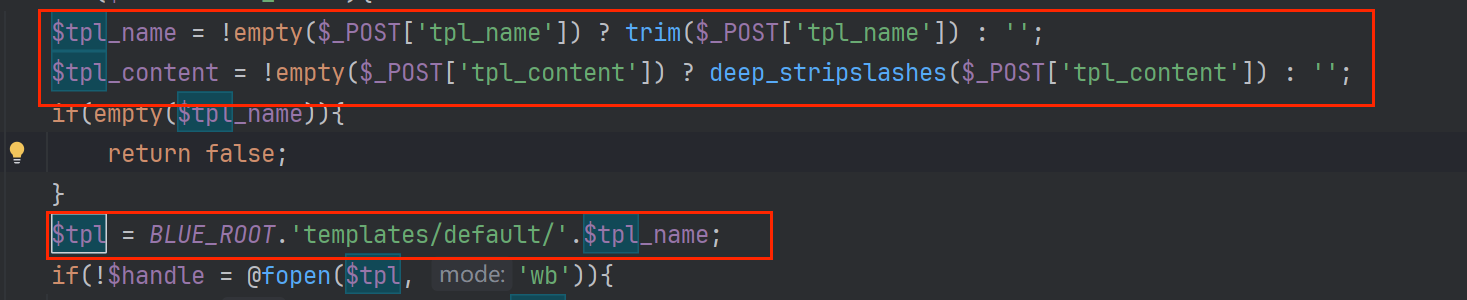 $tpl_name = !empty($_POST['tpl_name']) ? trim($_POST['tpl_name']) : '';
$tpl_content = !empty($_POST['tpl_content']) ? deep_stripslashes($_POST['tpl_content']) : '';
if(empty($tpl_name)){
return false;
}
$tpl = BLUE_ROOT.'templates/default/'.$tpl_name;
if(!$handle = @fopen($tpl, mode: 'wb')){